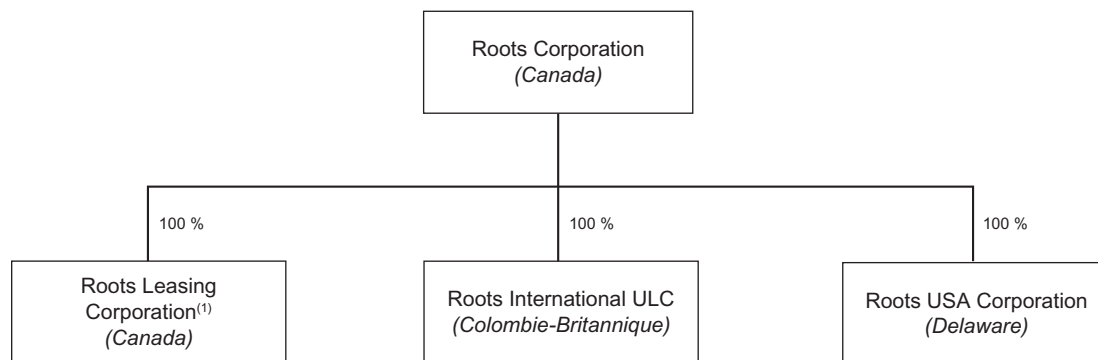 Roots Corporation
(Canada)
100 %
100 %
100 %
Roots Leasing
Corporation(1)
(Canada)
Roots International ULC
(Colombie-Britannique)
Roots USA Corporation
(Delaware)